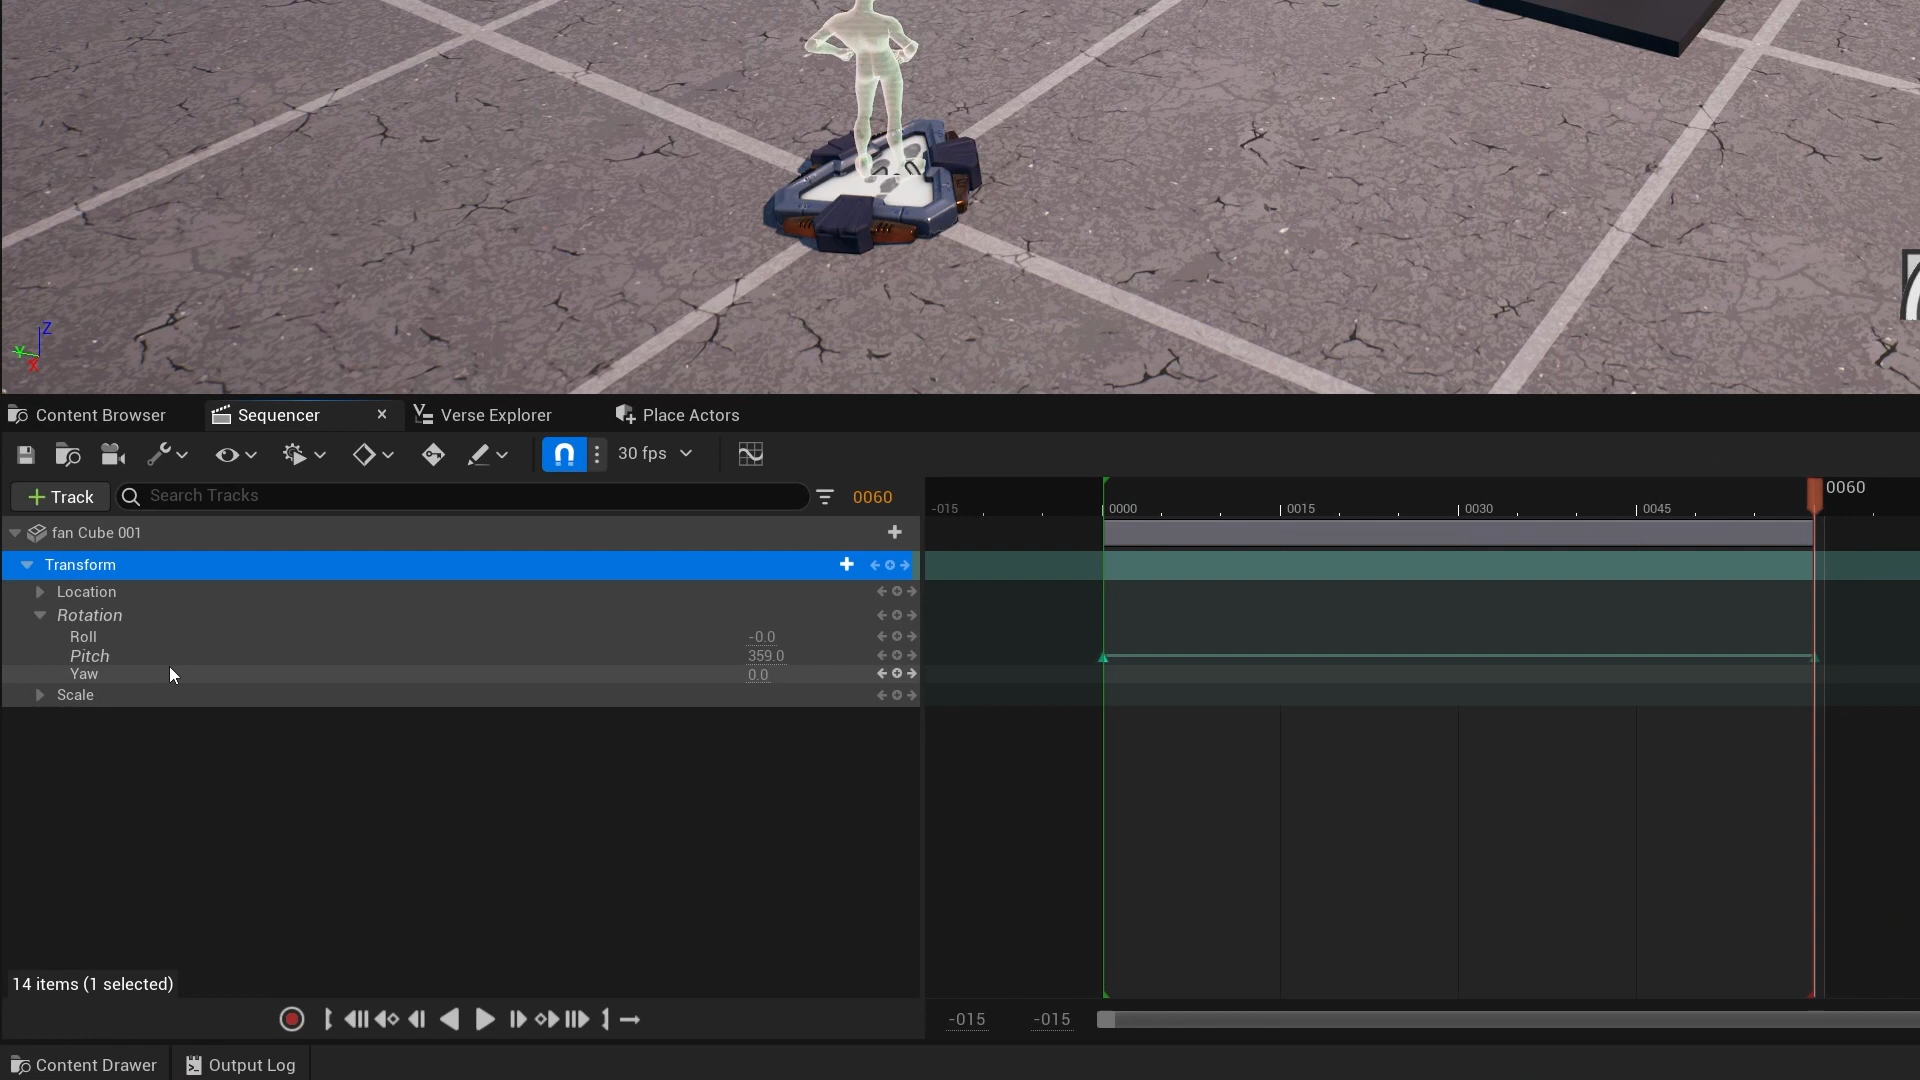 Z
Y
X
Content Browser
Sequencer ×
Verse Explorer
Place Actors
30 fps
+ Track
Search Tracks
0060
0060
-015
0000
0015
0030
0045
fan Cube 001
Transform
Location
Rotation
Roll
-0.0
Pitch
359.0
Yaw
0.0
Scale
14 items (1 selected)
-015
-015
Content Drawer
Output Log